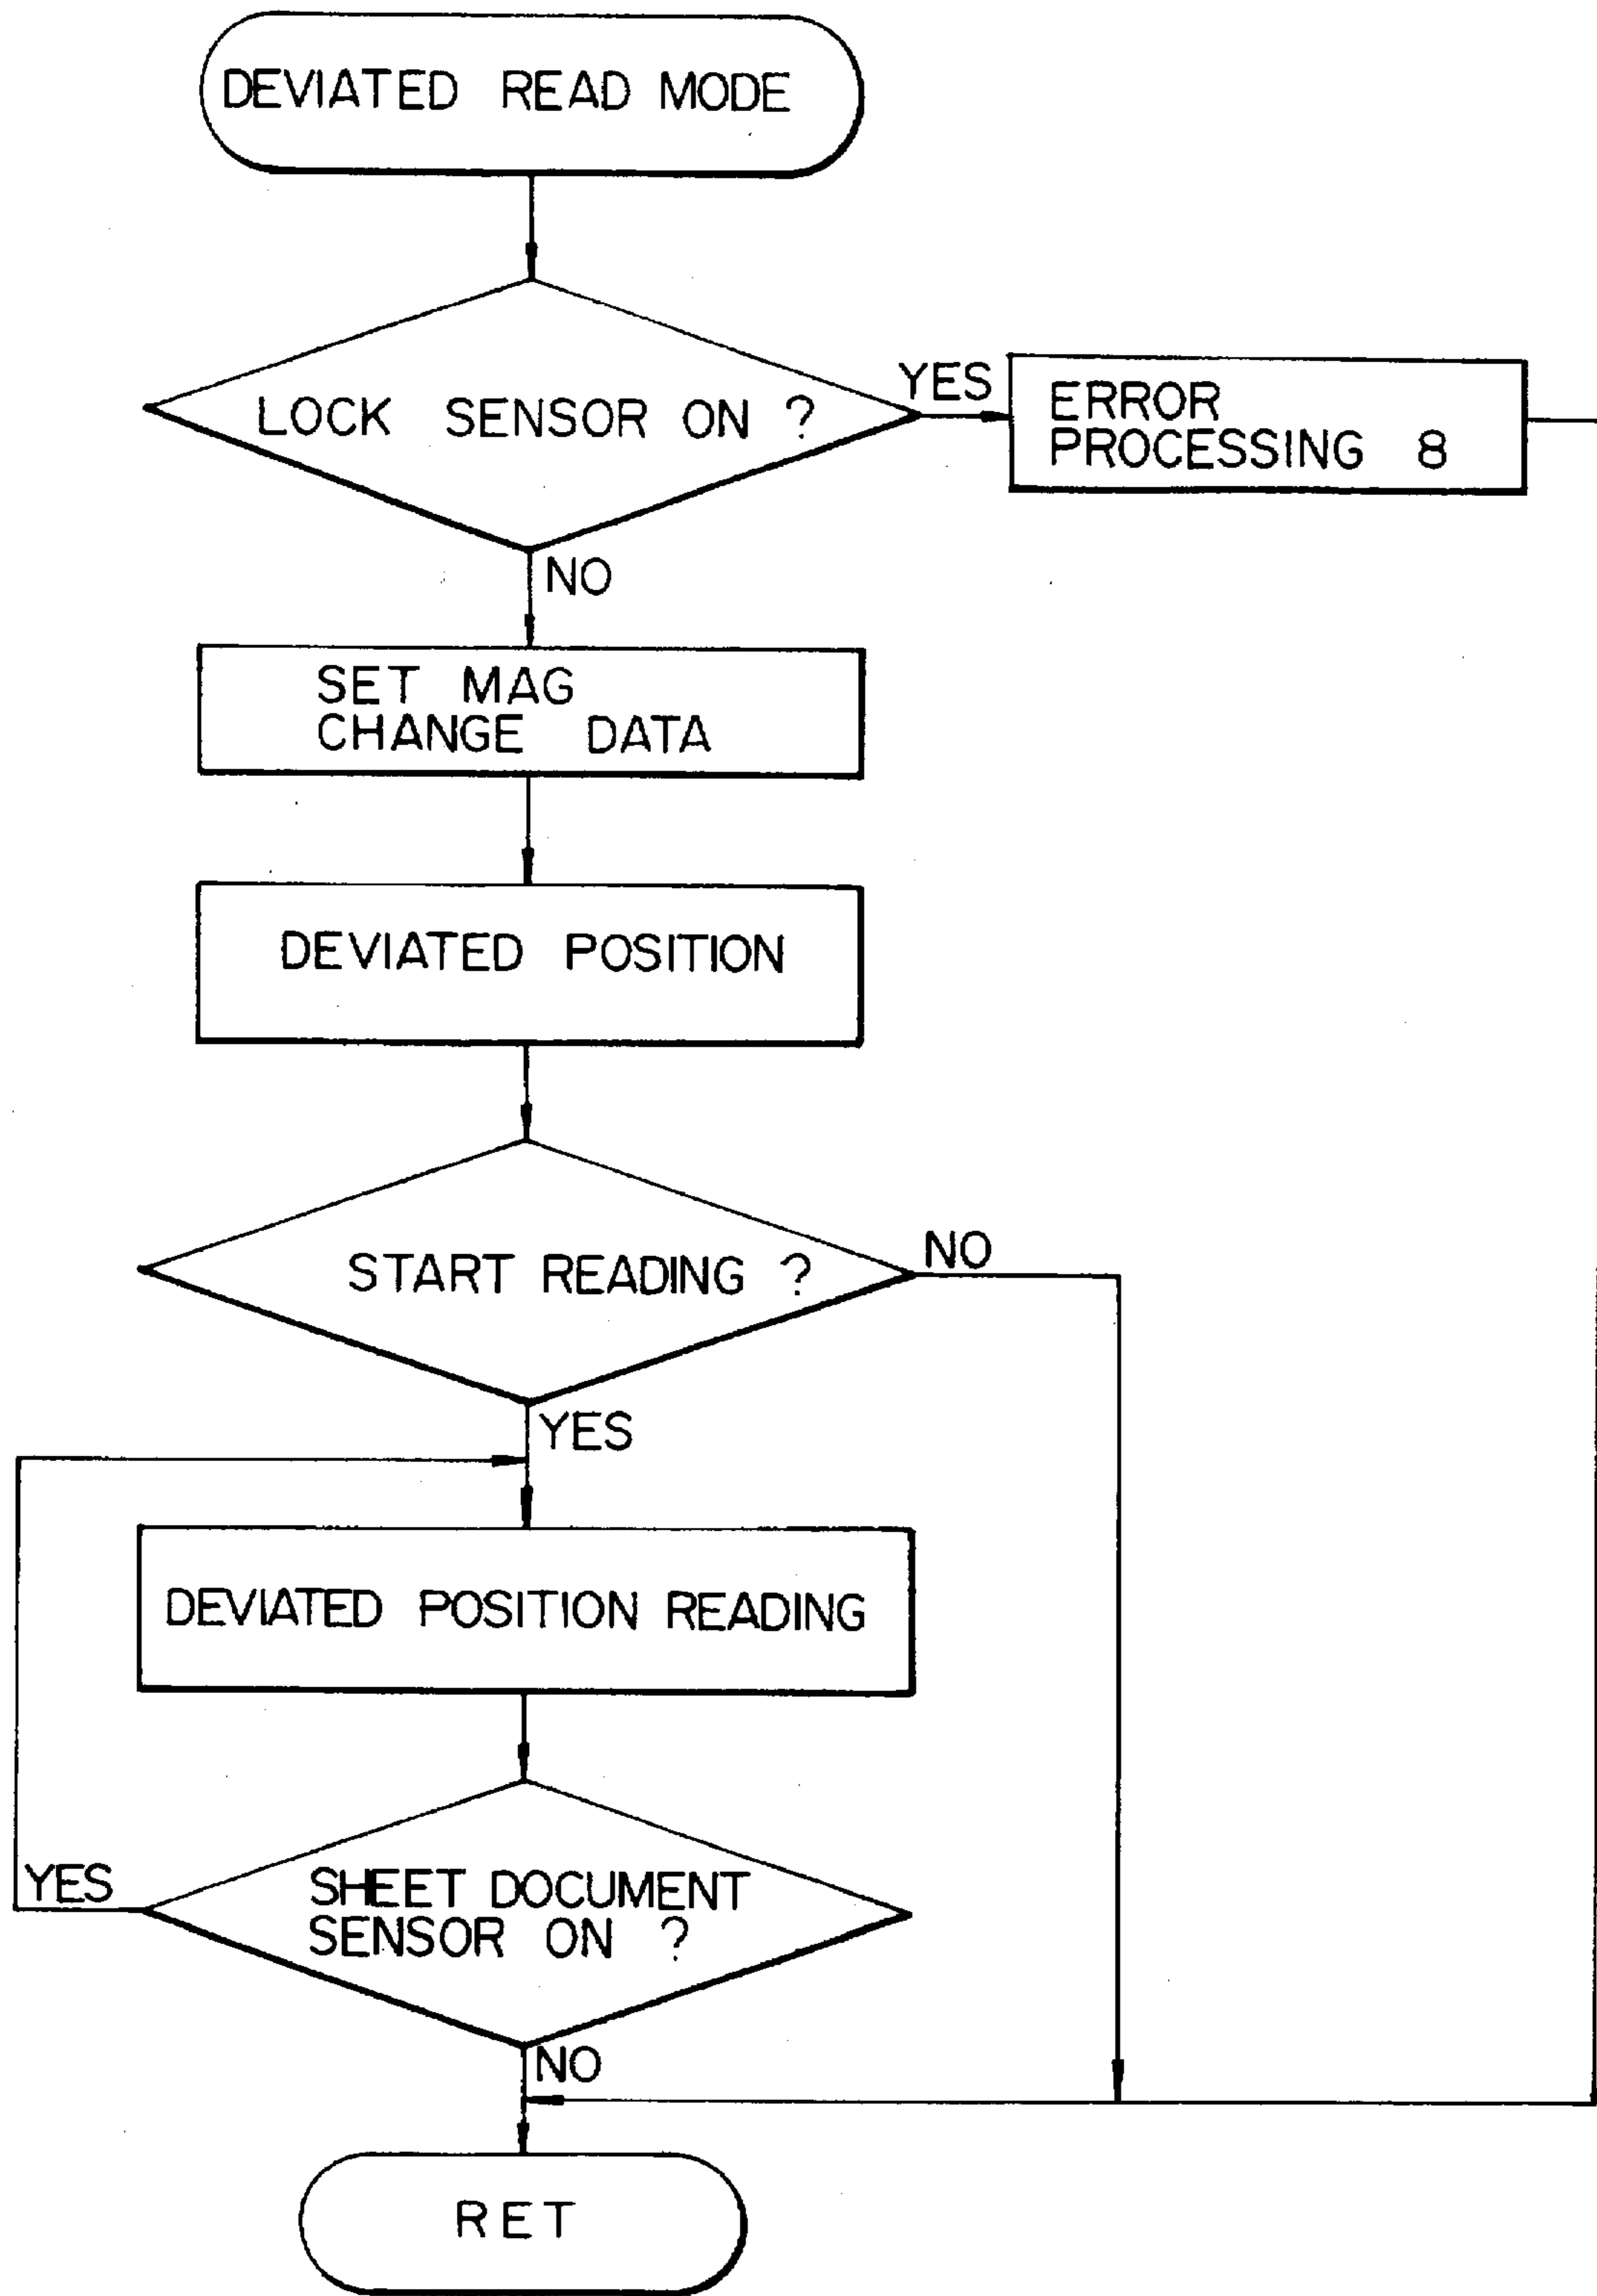 DEVIATED READ MODE
LOCK SENSOR ON ?
YES
ERROR
PROCESSING 8
NO
SET MAG
CHANGE DATA
DEVIATED POSITION
START READING ?
NO
YES
DEVIATED POSITION READING
YES
SHEET DOCUMENT
SENSOR ON ?
NO
RET